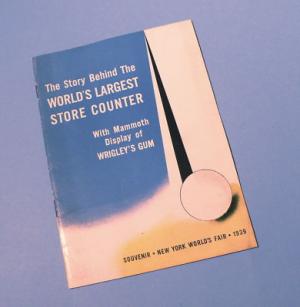 The Story Behind The
WORLD'S LARGEST
STORE COUNTER
With Mammoth
Display of
WRIGLEY'S GUM
SOUVENIR • NEW YORK WORLD'S FAIR • 1939